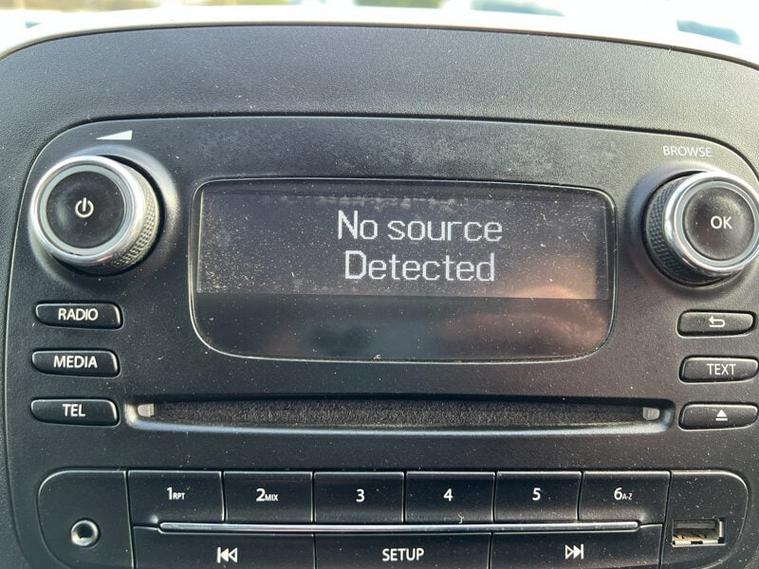 BROWSE
No source
Detected
OK
RADIO
MEDIA
TEXT
TEL
1RPT
2MIX
3
4
5
6A-Z
SETUP